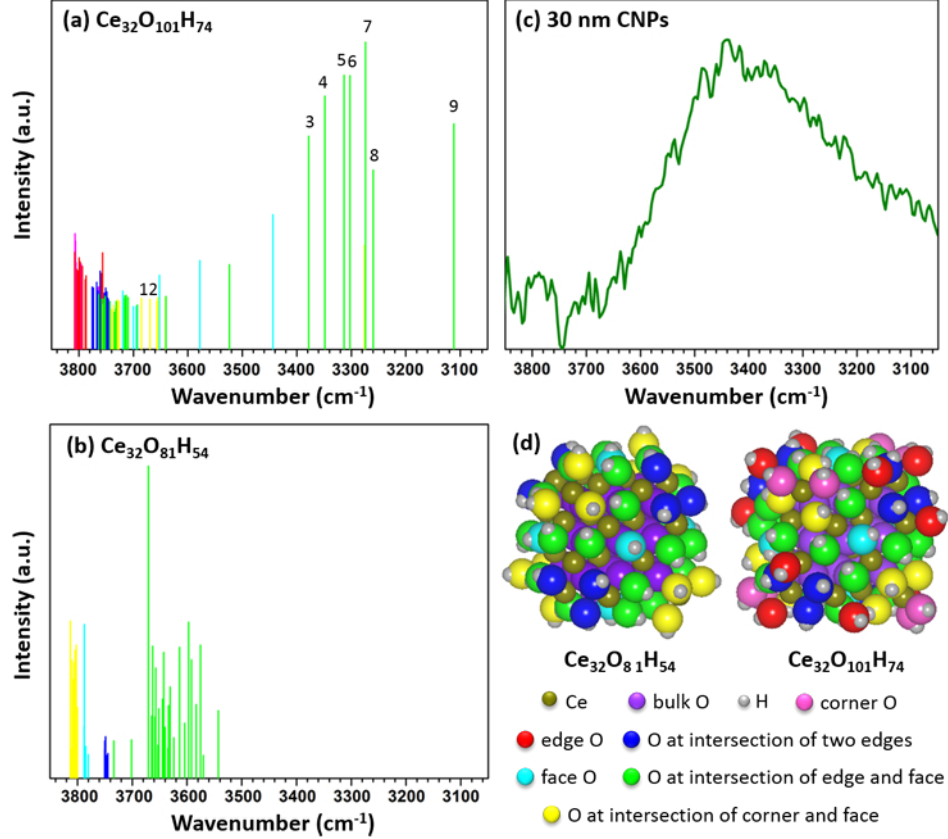 (a) Ce32O101H74
7
5 6
4
9
3
8
12
Intensity (a.u.)
3800 3700 3600 3500 3400 3300 3200 3100
Wavenumber (cm-1)
(c) 30 nm CNPs
3800 3700 3600 3500 3400 3300 3200 3100
Wavenumber (cm-1)
(b) Ce32O81H54
Intensity (a.u.)
3800 3700 3600 3500 3400 3300 3200 3100
Wavenumber (cm-1)
(d)
Ce32O8 1H54 Ce32O101H74
Ce bulk O H corner O
edge O O at intersection of two edges
face O O at intersection of edge and face
O at intersection of corner and face